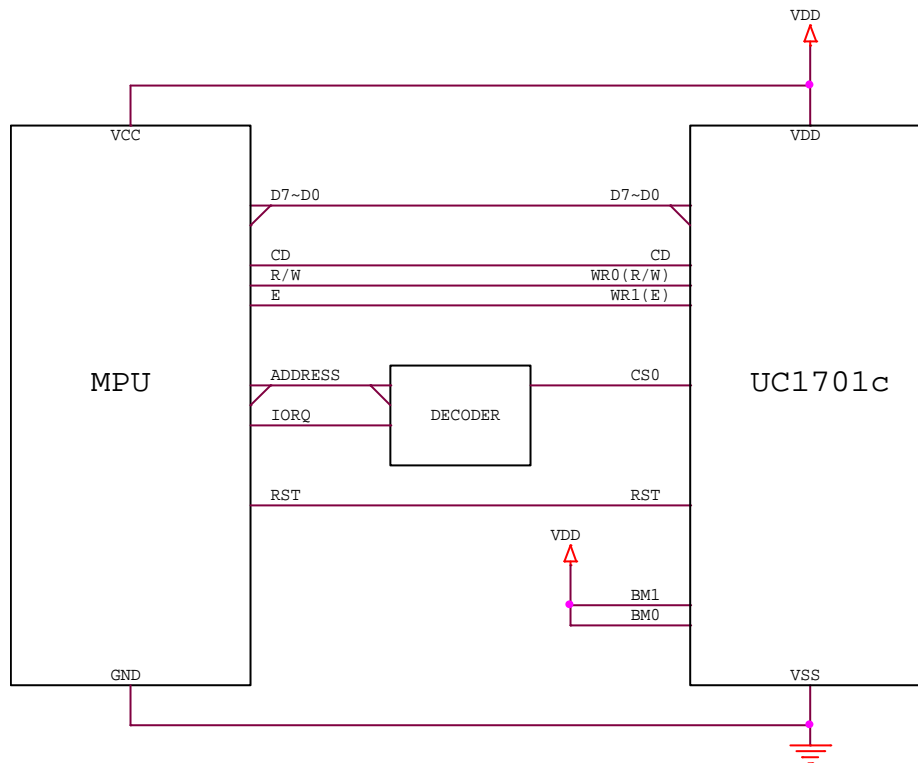 VDD
VCC VDD
D7~D0 D7~D0
CD CD
R/W WR0(R/W)
E WR1(E)
MPU ADDRESS CS0 UC1701c
IORQ DECODER
RST RST
VDD
BM1
BM0
GND VSS